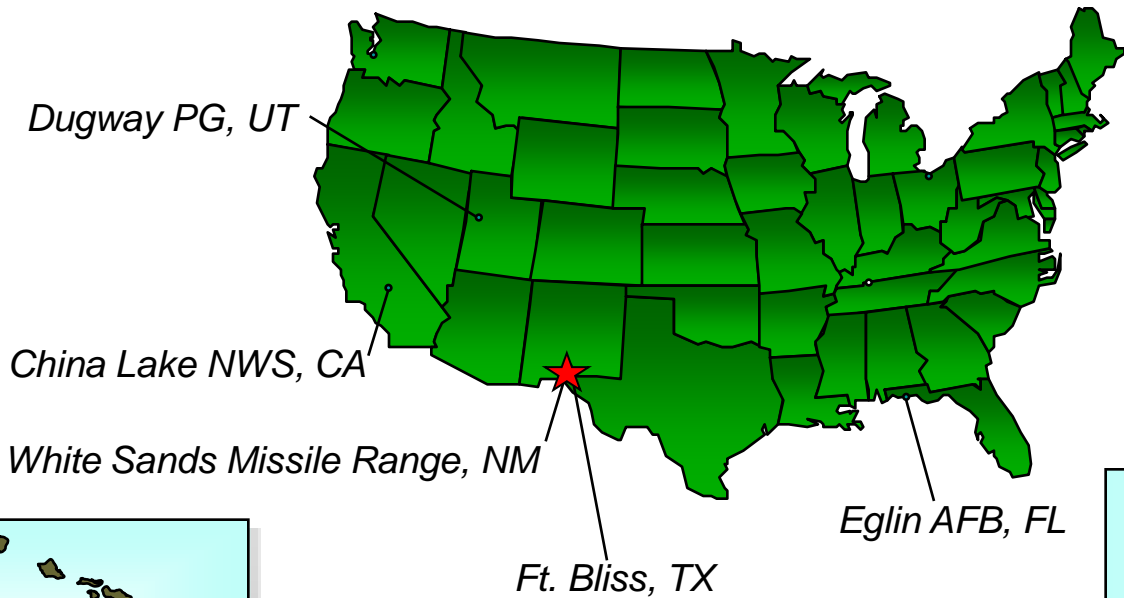 Dugway PG, UT
China Lake NWS, CA
White Sands Missile Range, NM
Eglin AFB, FL
Ft. Bliss, TX